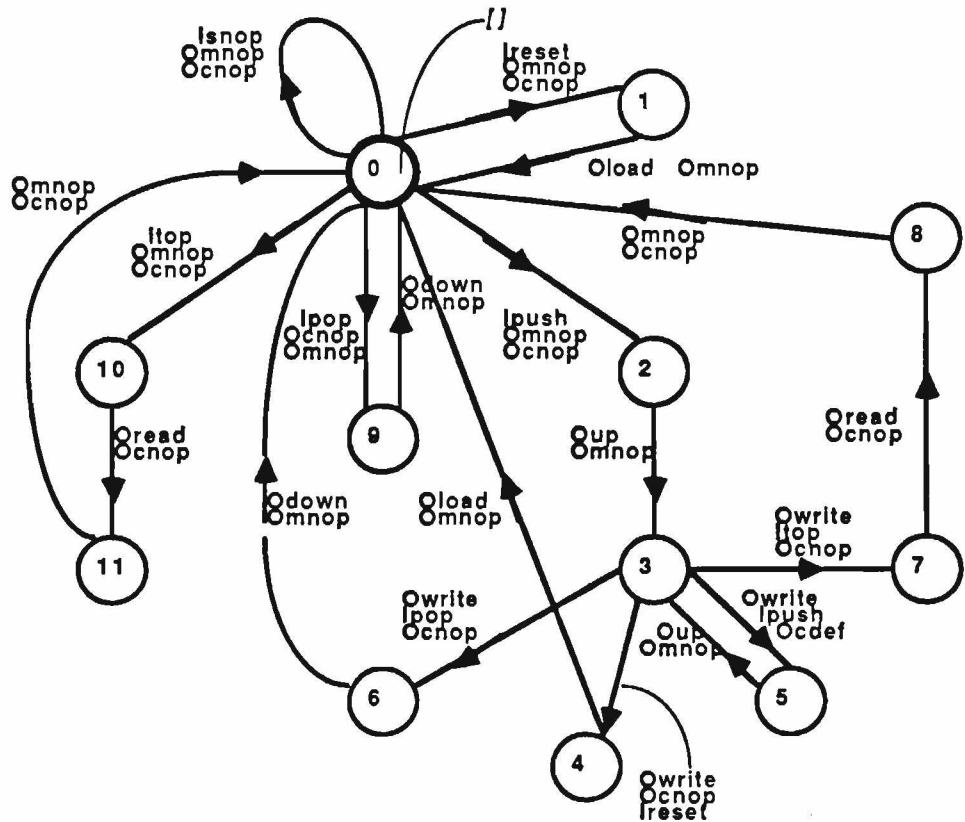 []
Isnop
Omnop
Ocnop
Ireset
Omnop
Ocnop
1
0
Oload Omnop
Omnop
Ocnop
Itop
Omnop
Ocnop
Omnop
Ocnop
8
Odown
Omnop
Ipop
Ocnop
Omnop
Ipush
Omnop
Ocnop
10
2
9
Oread
Ocnop
Oup
Omnop
Oread
Ocnop
Odown
Omnop
Oload
Omnop
Owrite
Itop
Ocnop
11
3
7
Owrite
Ipop
Ocnop
Owrite
Ipush
Ocdef
Oup
Omnop
6
5
4
Owrite
Ocnop
Ireset